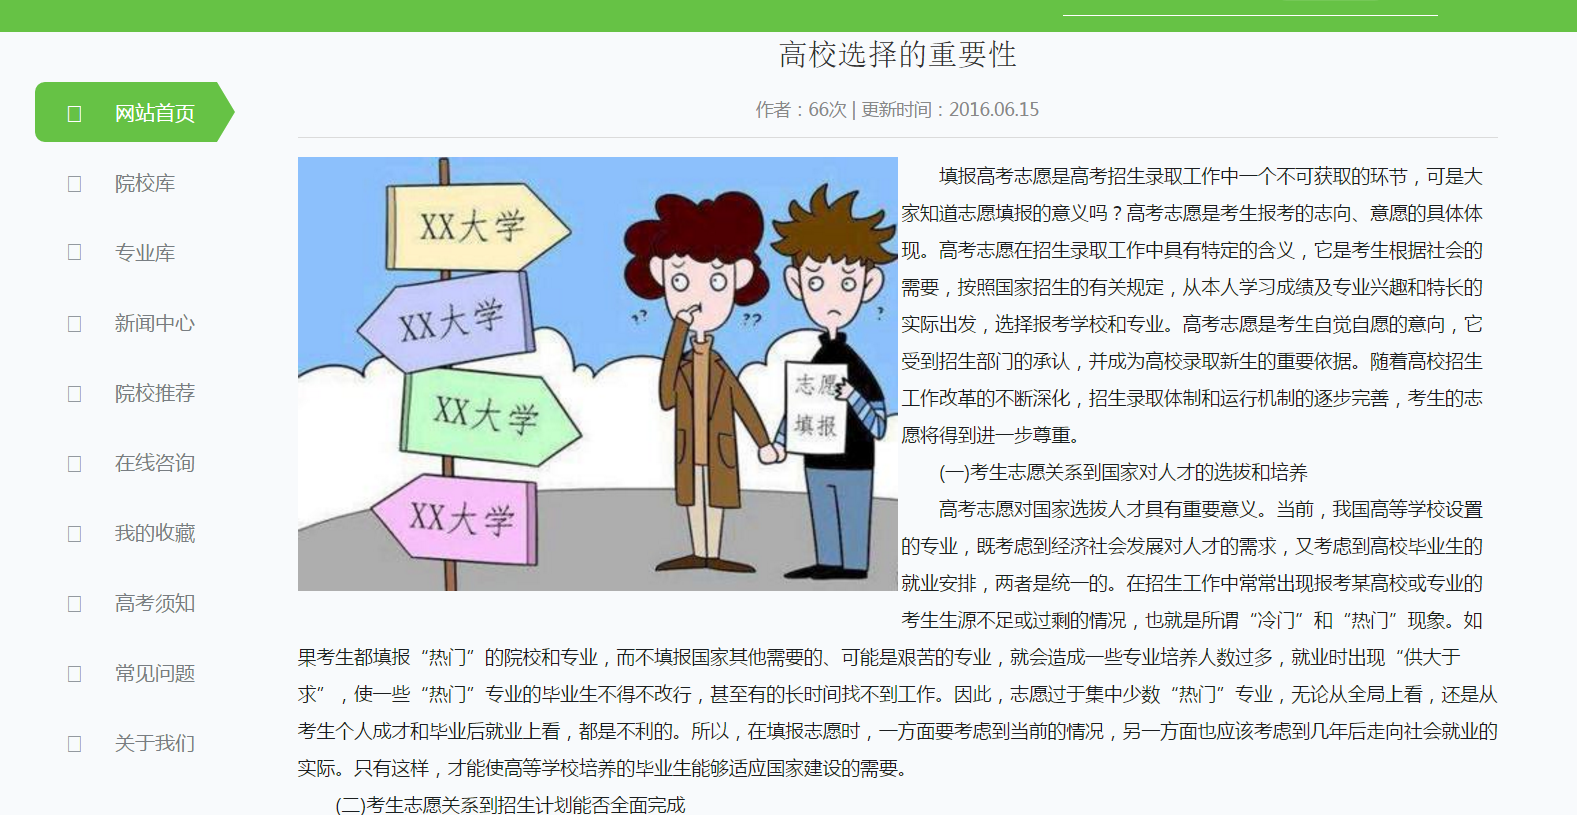 高校选择的重要性
作者：66次 | 更新时间：2016.06.15
网站首页
院校库
专业库
新闻中心
院校推荐
在线咨询
我的收藏
高考须知
常见问题
关于我们
XX大学
XX大学
XX大学
XX大学
??
??
?
志愿
填报
填报高考志愿是高考招生录取工作中一个不可获取的环节，可是大
家知道志愿填报的意义吗？高考志愿是考生报考的志向、意愿的具体体
现。高考志愿在招生录取工作中具有特定的含义，它是考生根据社会的
需要，按照国家招生的有关规定，从本人学习成绩及专业兴趣和特长的
实际出发，选择报考学校和专业。高考志愿是考生自觉自愿的意向，它
受到招生部门的承认，并成为高校录取新生的重要依据。随着高校招生
工作改革的不断深化，招生录取体制和运行机制的逐步完善，考生的志
愿将得到进一步尊重。
(一)考生志愿关系到国家对人才的选拔和培养
高考志愿对国家选拔人才具有重要意义。当前，我国高等学校设置
的专业，既考虑到经济社会发展对人才的需求，又考虑到高校毕业生的
就业安排，两者是统一的。在招生工作中常常出现报考某高校或专业的
考生生源不足或过剩的情况，也就是所谓“冷门”和“热门”现象。如
果考生都填报“热门”的院校和专业，而不填报国家其他需要的、可能是艰苦的专业，就会造成一些专业培养人数过多，就业时出现“供大于
求”，使一些“热门”专业的毕业生不得不改行，甚至有的长时间找不到工作。因此，志愿过于集中少数“热门”专业，无论从全局上看，还是从
考生个人成才和毕业后就业上看，都是不利的。所以，在填报志愿时，一方面要考虑到当前的情况，另一方面也应该考虑到几年后走向社会就业的
实际。只有这样，才能使高等学校培养的毕业生能够适应国家建设的需要。
(二)考生志愿关系到招生计划能否全面完成